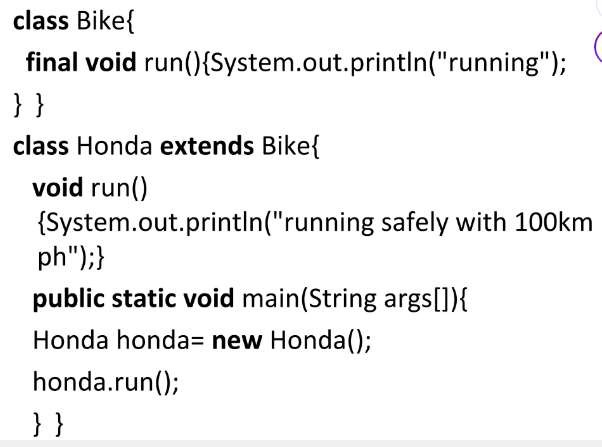 class Bike{
final void run(){System.out.println("running");
} }
class Honda extends Bike{
void run()
{System.out.println("running safely with 100km
ph");}
public static void main(String args[]){
Honda honda= new Honda();
honda.run();
} }